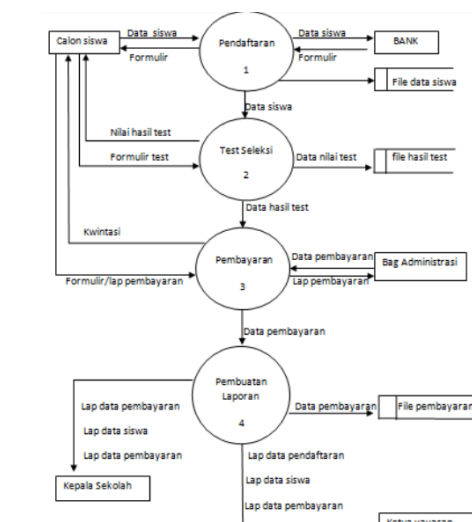 Data siswa
Data siswa
Calon siswa
Pendaftaran
BANK
Formulir
Formulir
1
File data siswa
Data siswa
Nilai hasil test
Test Seleksi
Formulir test
Data nilai test
file hasil test
2
Data hasil test
Kwintasi
Pembayaran
Data pembayaran
Bag Administrasi
Formulir/lap pembayaran
Lap pembayaran
3
Data pembayaran
Pembuatan
Laporan
Lap data pembayaran
Data pembayaran
File pembayaran
Lap data siswa
4
Lap data pembayaran
Lap data pendaftaran
Kepala Sekolah
Lap data siswa
Lap data pembayaran